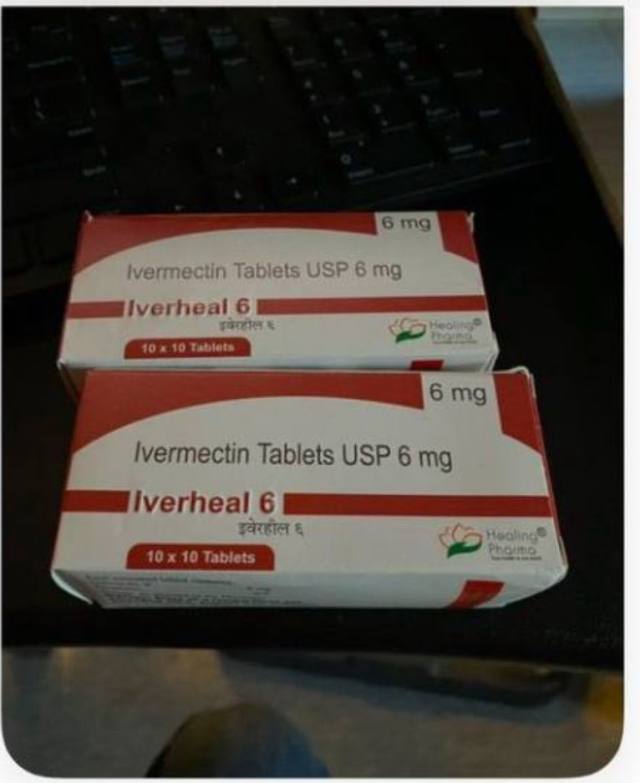 6 mg
Ivermectin Tablets USP 6 mg
Iverheal 6
इवेरहील ६
10 x 10 Tablets
Healing®
Pharma
6 mg
Ivermectin Tablets USP 6 mg
Iverheal 6
इवेरहील ६
10 x 10 Tablets
Healing®
Pharma